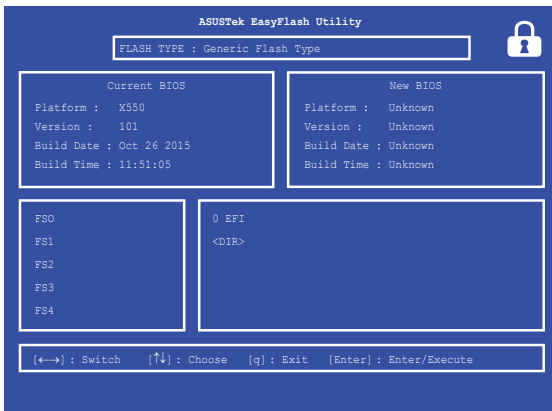 ASUSTek EasyFlash Utility
FLASH TYPE : Generic Flash Type
Current BIOS
Platform : X550
Version : 101
Build Date : Oct 26 2015
Build Time : 11:51:05
New BIOS
Platform : Unknown
Version : Unknown
Build Date : Unknown
Build Time : Unknown
FSO
FS1
FS2
FS3
FS4
0 EFI
<DIR>
[←→] : Switch [↑↓] : Choose [q] : Exit [Enter] : Enter/Execute